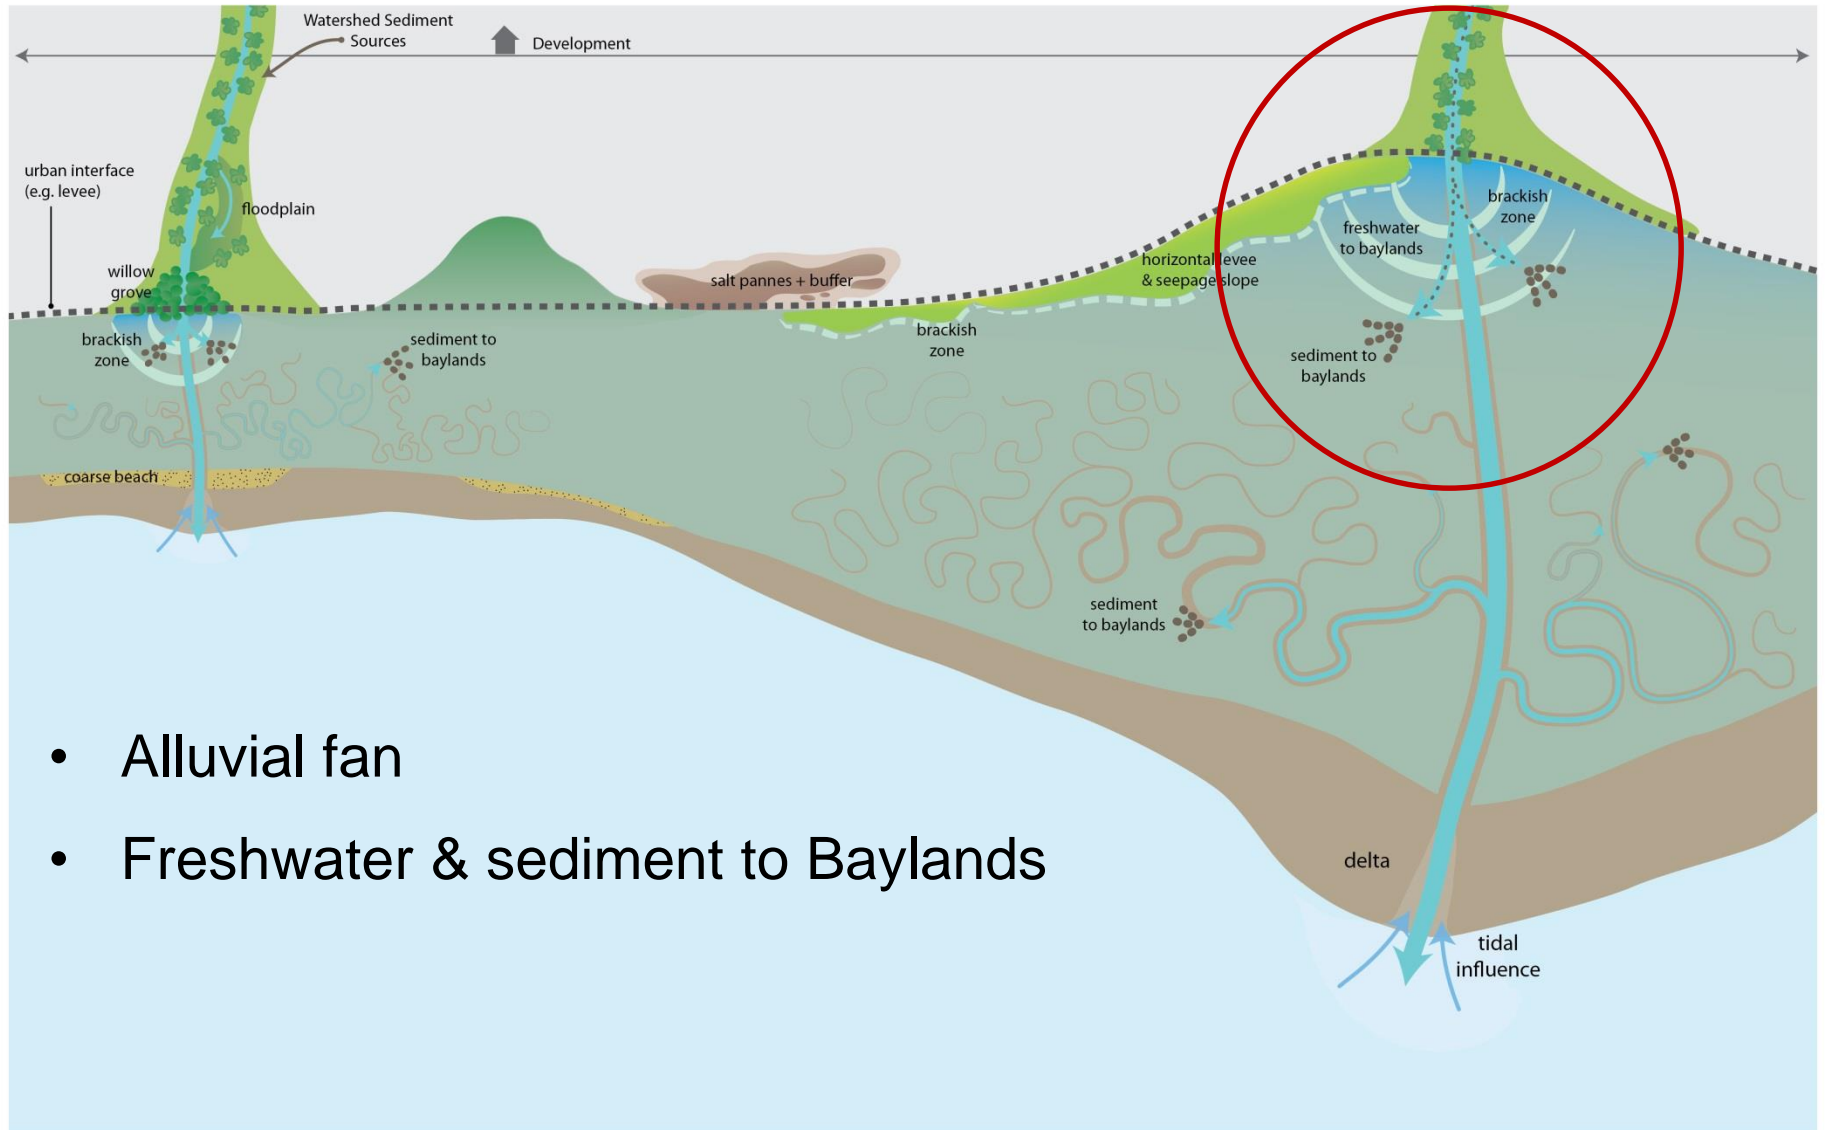 Watershed Sediment
Sources
Development
urban interface
(e.g. levee)
floodplain
willow
grove
brackish
zone
sediment to
baylands
salt pannes + buffer
brackish
zone
horizontal levee
& seepage slope
freshwater
to baylands
brackish
zone
sediment to
baylands
coarse beach
sediment
to baylands
• Alluvial fan
• Freshwater & sediment to Baylands
delta
tidal
influence